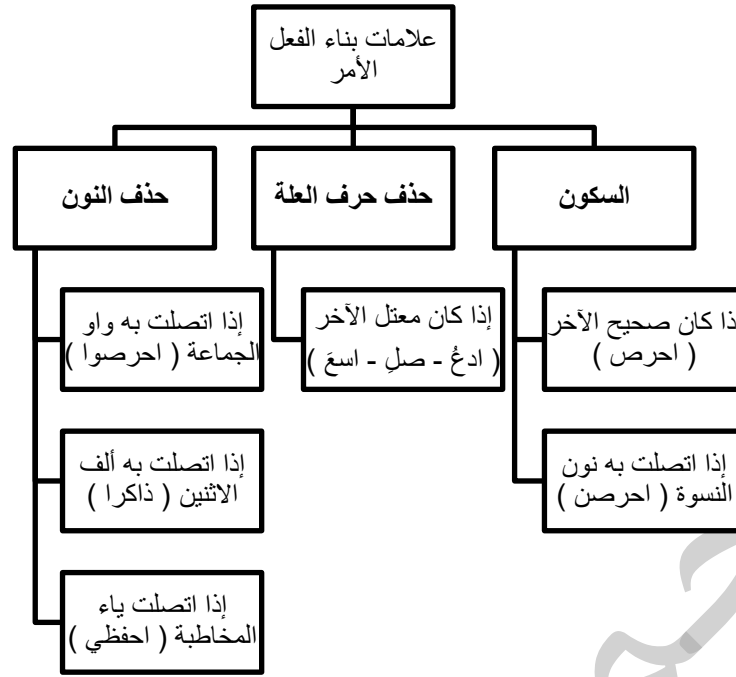 علامات بناء الفعل
الأمر
السكون
حذف حرف العلة
حذف النون
ذا كان صحيح الآخر
( احرص )
إذا اتصلت به نون
النسوة ( احرصن )
إذا كان معتل الآخر
( ادعُ - صلِ - اسعَ )
إذا اتصلت به واو
الجماعة ( احرصوا )
إذا اتصلت به ألف
الاثنين ( ذاكرا )
إذا اتصلت ياء
المخاطبة ( احفظي )